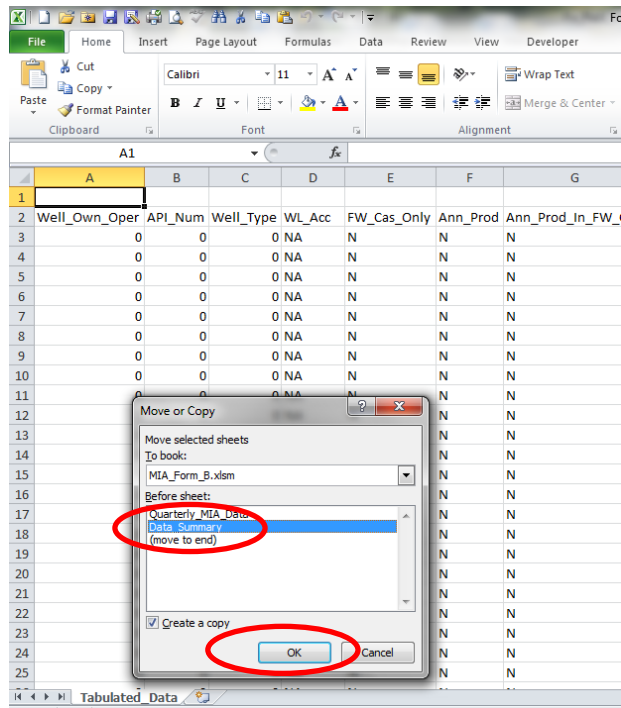 Fo
File Home Insert Page Layout Formulas Data Review View Developer
Cut
Calibri 11 A A Wrap Text
Copy
Paste
Format Painter
B I U A Merge & Center
Clipboard Font Alignment
A1 fx
A B C D E F G
1
2 Well_Own_Oper API_Num Well_Type WL_Acc FW_Cas_Only Ann_Prod Ann_Prod_In_FW_
3 0 0 0 NA N N N
4 0 0 0 NA N N N
5 0 0 0 NA N N N
6 0 0 0 NA N N N
7 0 0 0 NA N N N
8 0 0 0 NA N N N
9 0 0 0 NA N N N
10 0 0 0 NA N N N
11 0 0 0 NA N N N
12 N N
13 N N
14 N N
15 N N
16 N N
17 N N
18 N N
19 N N
20 N N
21 N N
22 N N
23 N N
24 N N
25 N N
Move or Copy
Move selected sheets
To book:
MIA_Form_B.xlsm
Before sheet:
Quarterly_MIA_Data
Data_Summary
(move to end)
Create a copy
OK Cancel
Tabulated_Data